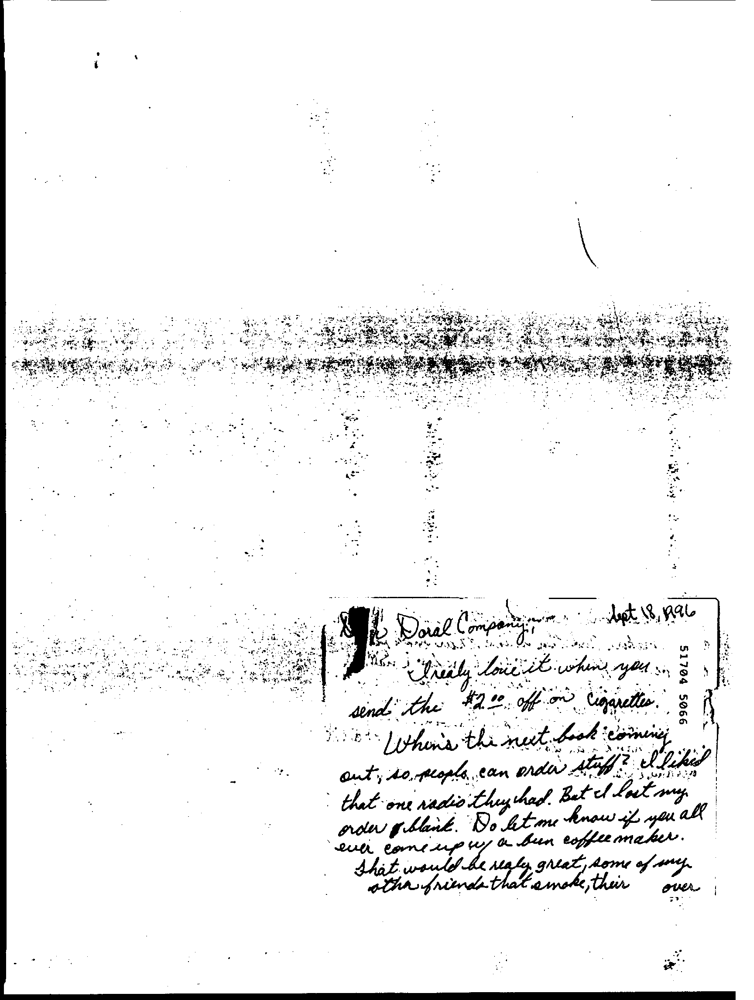 Sept 18, 1996
Doral Company,
I realy love it when you
send the $2.00 off on cigarettes.
When's the next book coming
out, so people can order stuff? I liked
that one radio they had. But I lost my
order blank. Do let me know if you all
ever come up w/ a bun coffee maker.
That would be realy great, some of my
other friends that smoke, their over
51704 5066